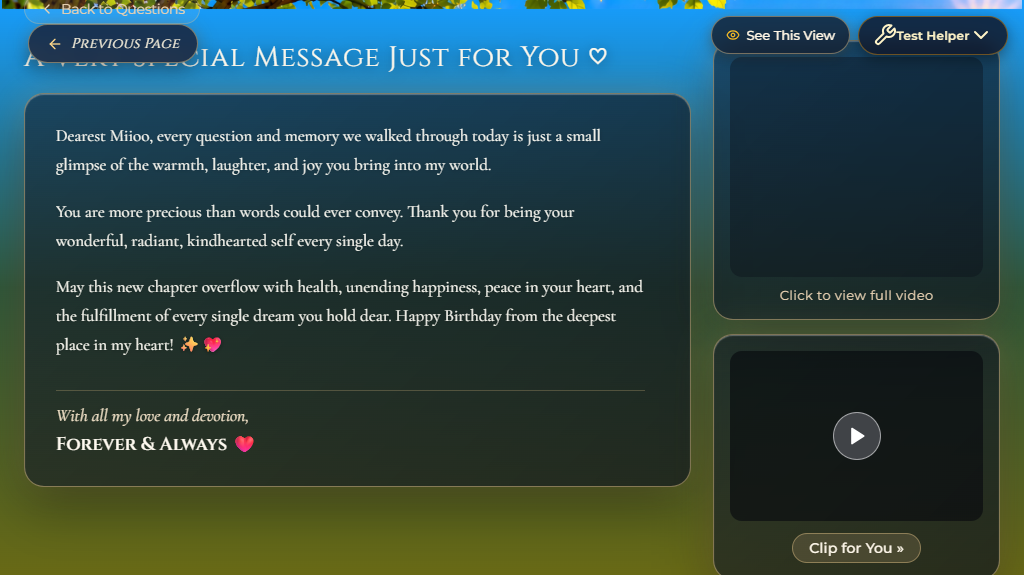 Back to Questions
Previous Page
See This View
Test Helper
A Very Special Message Just for You
Dearest Miioo, every question and memory we walked through today is just a small
glimpse of the warmth, laughter, and joy you bring into my world.
You are more precious than words could ever convey. Thank you for being your
wonderful, radiant, kindhearted self every single day.
May this new chapter overflow with health, unending happiness, peace in your heart, and
the fulfillment of every single dream you hold dear. Happy Birthday from the deepest
place in my heart! ✨ 💖
With all my love and devotion,
Forever & Always ❤️
Click to view full video
Clip for You »